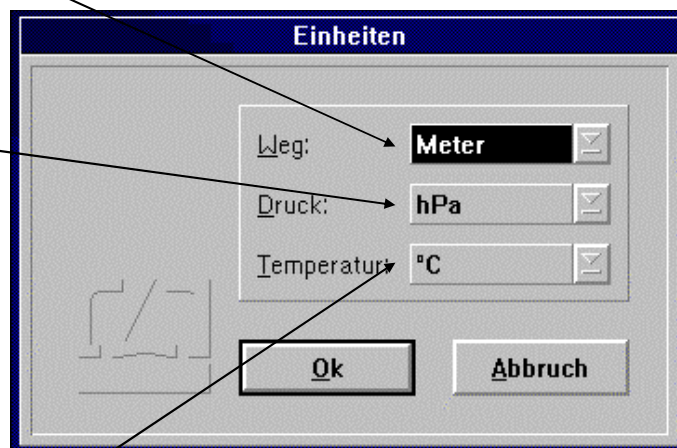 Einheiten
Weg: Meter
Druck: hPa
Temperatur: °C
Ok Abbruch